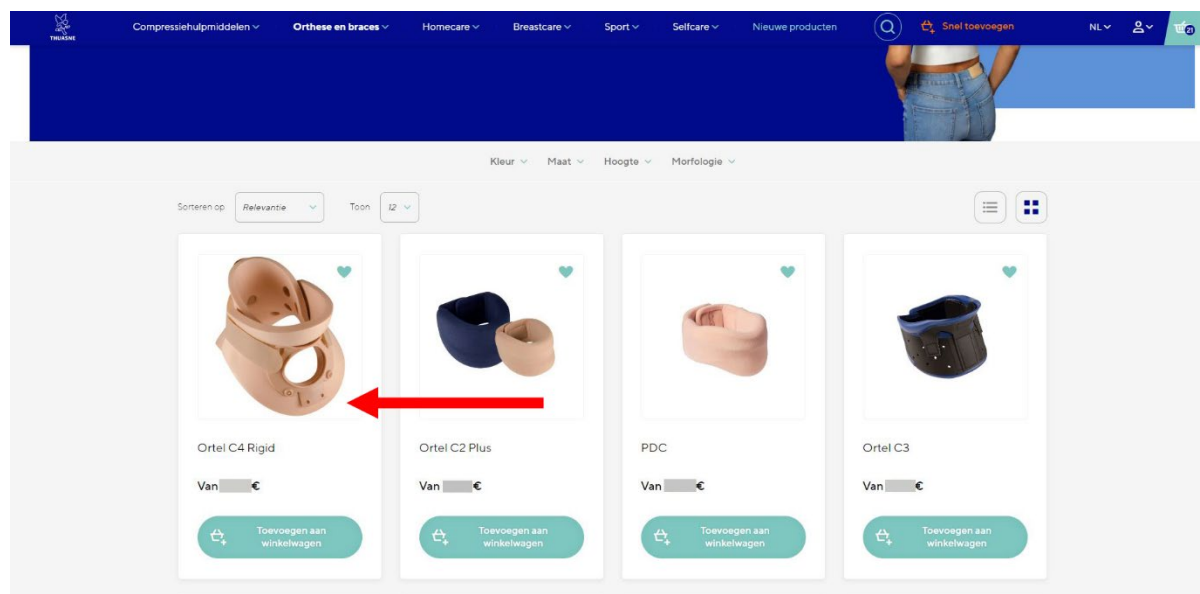 THUASNE
Compressiehulpmiddelen Orthese en braces Homecare Breastcare Sport Selfcare Nieuwe producten Snel toevoegen NL 21
Kleur Maat Hoogte Morfologie
Sorteren op Relevantie Toon 12
Ortel C4 Rigid Ortel C2 Plus PDC Ortel C3
Van € Van € Van € Van €
Toevoegen aan Toevoegen aan Toevoegen aan Toevoegen aan
winkelwagen winkelwagen winkelwagen winkelwagen